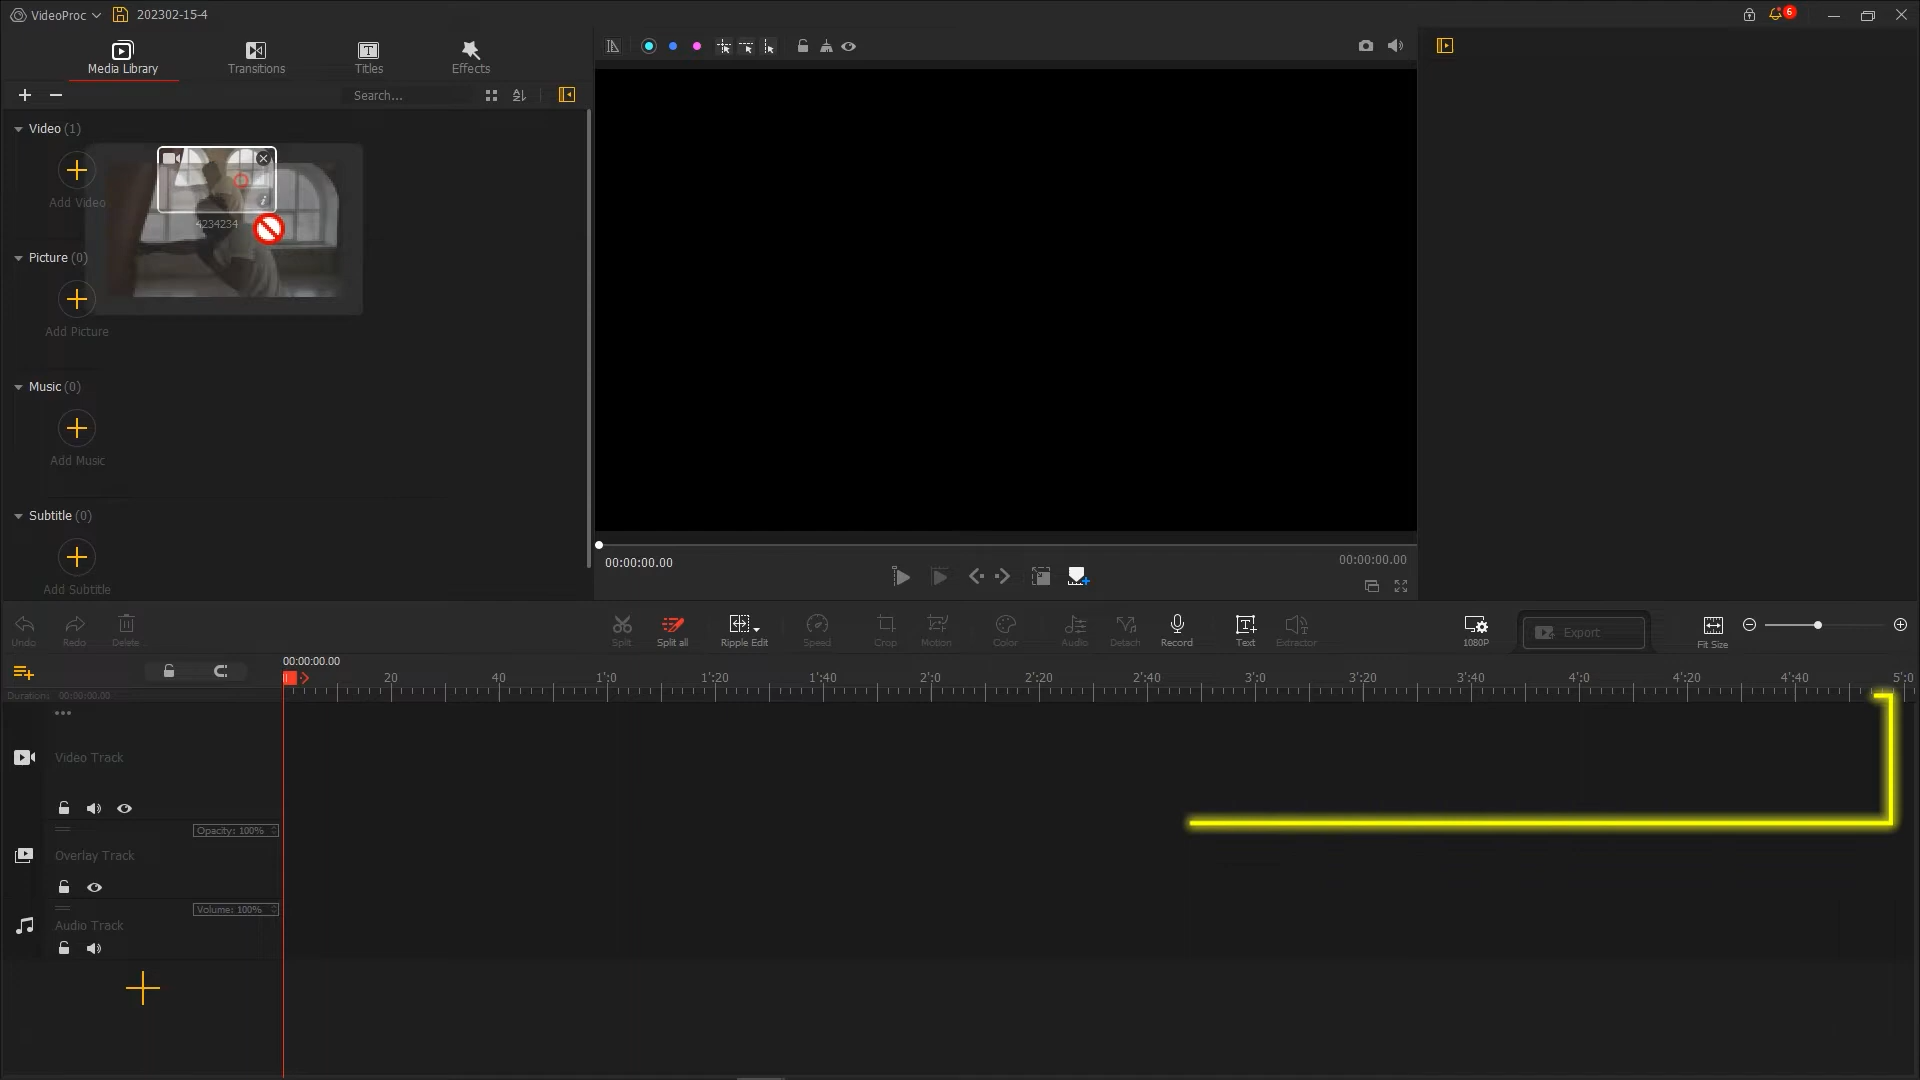 VideoProc
202302-15-4
6
Media Library
Transitions
Titles
Effects
Search...
Video (1)
Add Video
4234234
Picture (0)
Add Picture
Music (0)
Add Music
Subtitle (0)
Add Subtitle
00:00:00.00
00:00:00.00
Undo
Redo
Delete
Split
Split all
Ripple Edit
Speed
Crop
Motion
Color
Audio
Detach
Record
Text
Extractor
1080P
Export
Fit Size
00:00:00.00
20
40
1':0
1':20
1':40
2':0
2':20
2':40
3':0
3':20
3':40
4':0
4':20
4':40
5':0
Duration: 00:00:00.00
Video Track
Opacity: 100%
Overlay Track
Volume: 100%
Audio Track